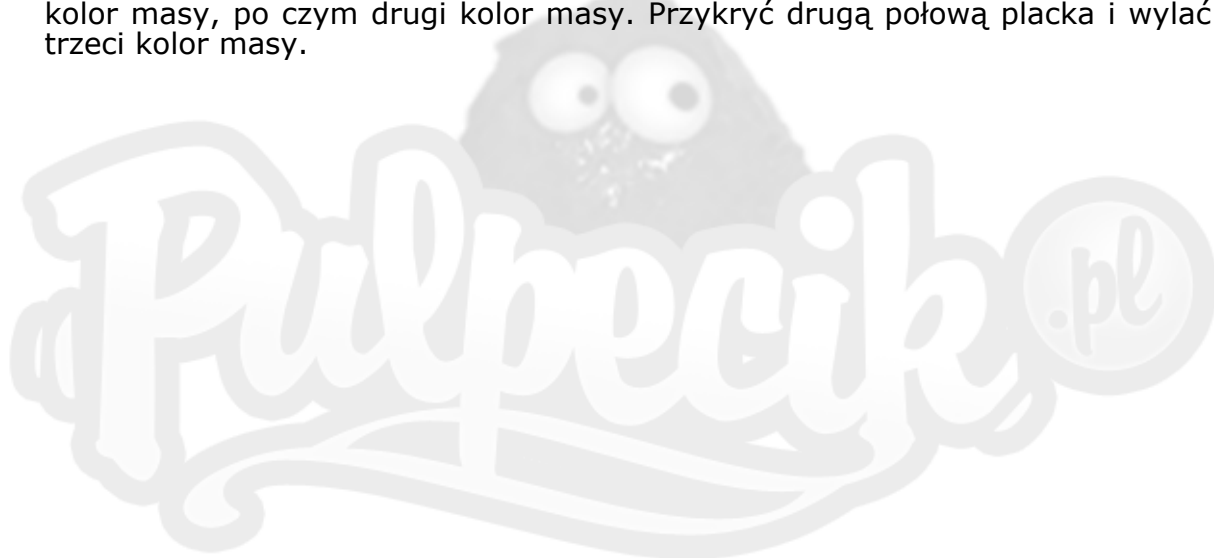 kolor masy, po czym drugi kolor masy. Przykryć drugą połową placka i wylać
trzeci kolor masy.
Pulpecik.pl